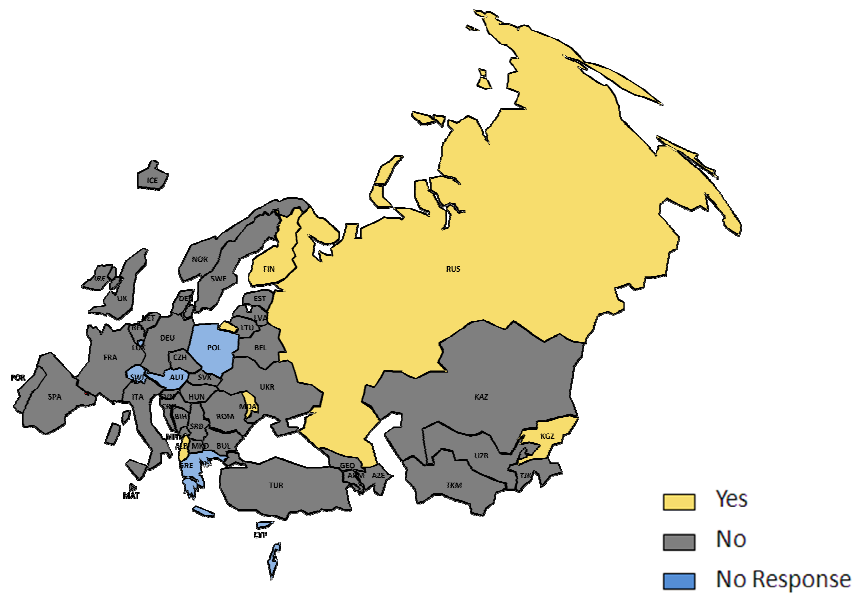 ICE
NOR
SWE
FIN
RUS
IRE
UK
DEN
EST
LVA
LTU
NET
BEL
DEU
POL
BEL
LUX
FRA
CZH
SWI
AUT
SVK
UKR
POR
SPA
ITA
HUN
ROM
MDA
KAZ
BIH
SRB
ALB
MKD
BUL
GRE
GEO
ARM
AZE
TUR
UZB
KGZ
TKM
TJK
MAT
CYP
Yes
No
No Response